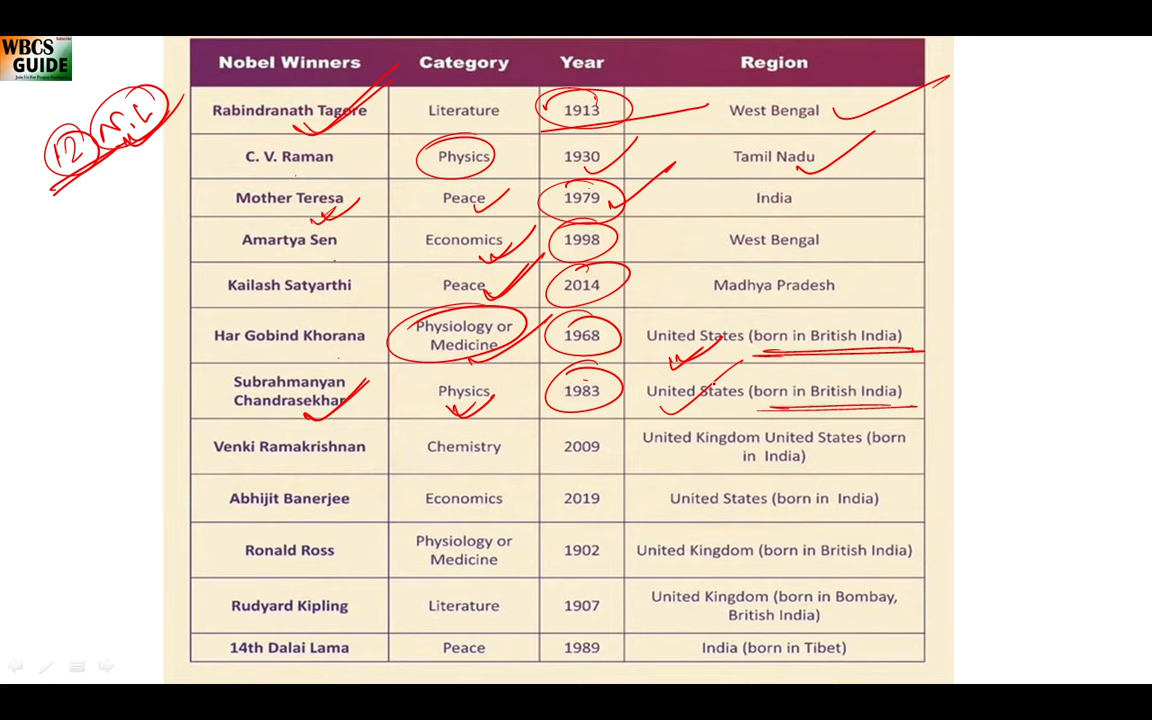 Subscribe
WBCS
GUIDE
12 N.L
Nobel Winners Category Year Region
Rabindranath Tagore Literature 1913 West Bengal
C. V. Raman Physics 1930 Tamil Nadu
Mother Teresa Peace 1979 India
Amartya Sen Economics 1998 West Bengal
Kailash Satyarthi Peace 2014 Madhya Pradesh
Har Gobind Khorana Physiology or Medicine 1968 United States (born in British India)
Subrahmanyan Chandrasekhar Physics 1983 United States (born in British India)
Venki Ramakrishnan Chemistry 2009 United Kingdom United States (born in India)
Abhijit Banerjee Economics 2019 United States (born in India)
Ronald Ross Physiology or Medicine 1902 United Kingdom (born in British India)
Rudyard Kipling Literature 1907 United Kingdom (born in Bombay, British India)
14th Dalai Lama Peace 1989 India (born in Tibet)